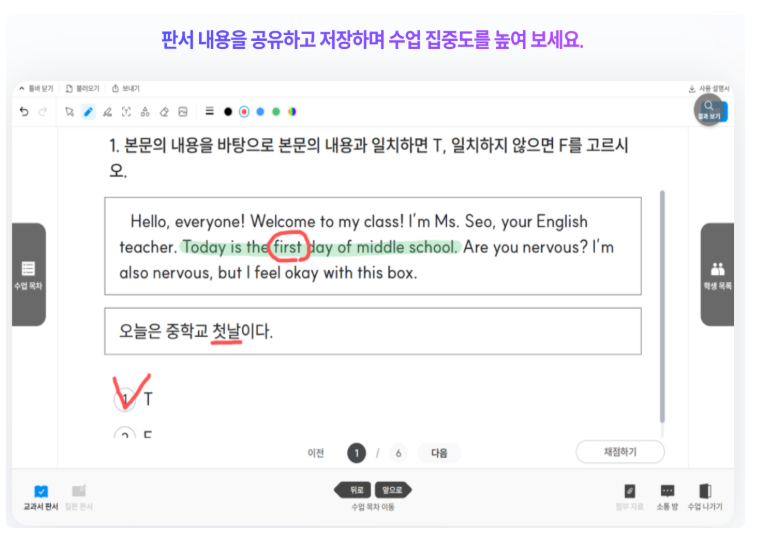 판서 내용을 공유하고 저장하며 수업 집중도를 높여 보세요.
툴바 닫기 불러오기 보내기 사용 설명서
결과 보기
1. 본문의 내용을 바탕으로 본문의 내용과 일치하면 T, 일치하지 않으면 F를 고르시
오.
Hello, everyone! Welcome to my class! I'm Ms. Seo, your English
teacher. Today is the first day of middle school. Are you nervous? I'm
also nervous, but I feel okay with this box.
수업 목차
학생 목록
오늘은 중학교 첫날이다.
1 T
2 F
이전 1 / 6 다음 채점하기
뒤로 앞으로
교과서 판서 질문 판서 수업 목차 이동 첨부 자료 소통 방 수업 나가기